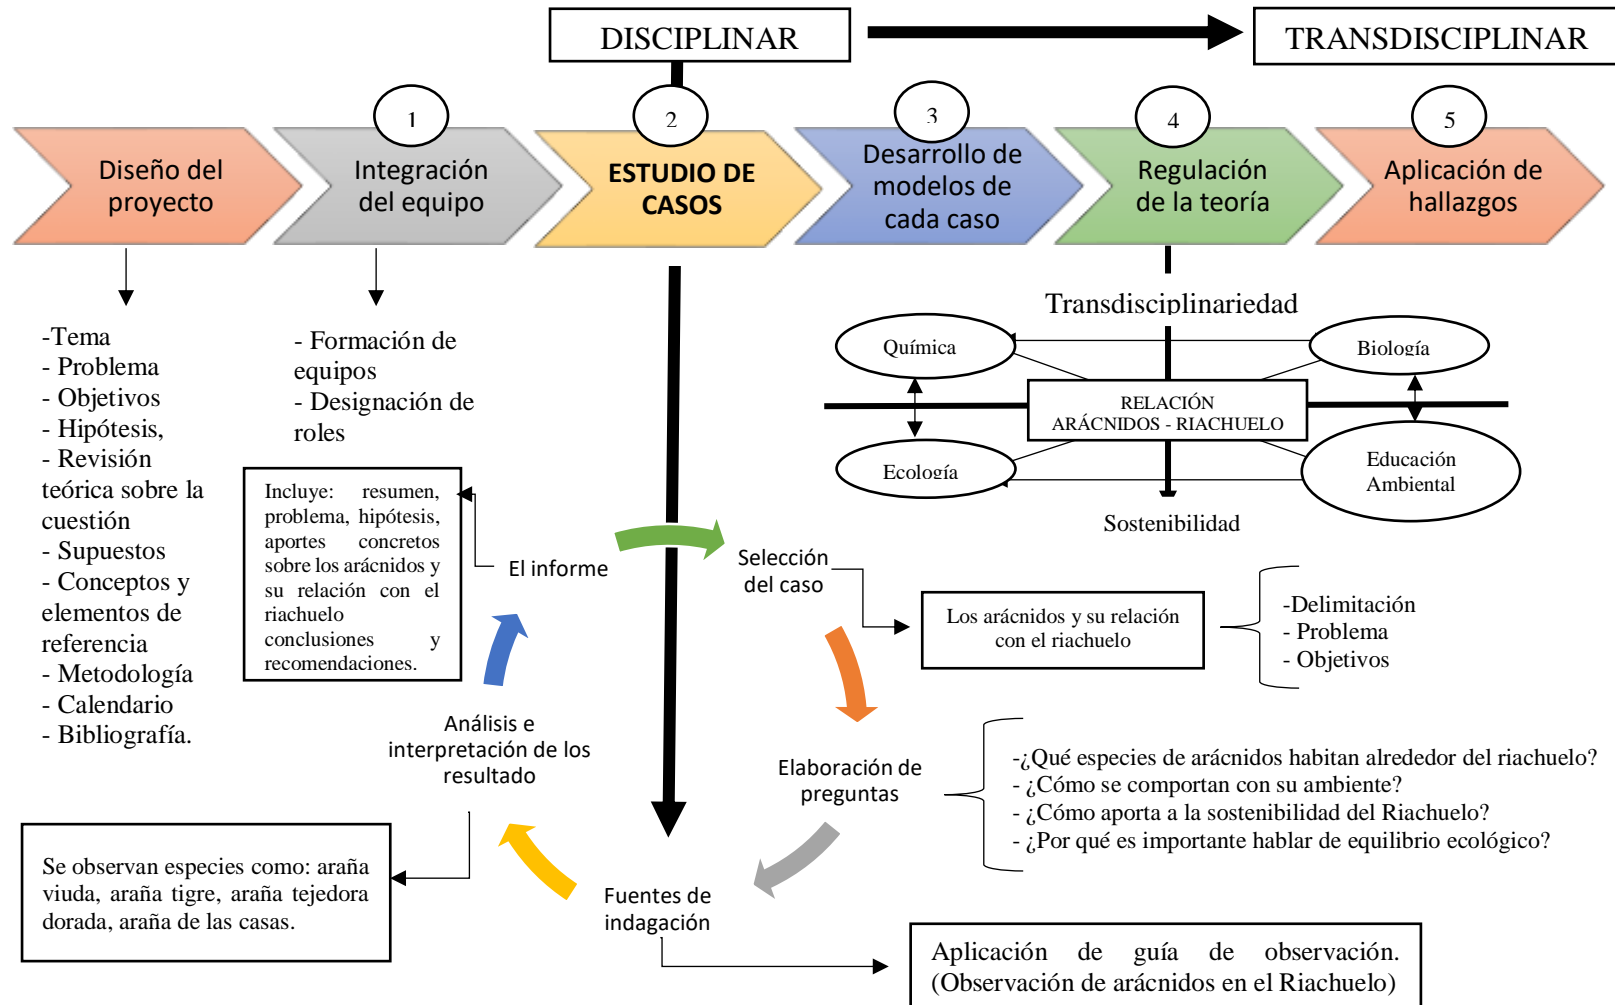 DISCIPLINAR
TRANSDISCIPLINAR
1
2
3
4
5
Diseño del
proyecto
Integración
del equipo
ESTUDIO DE
CASOS
Desarrollo de
modelos de
cada caso
Regulación
de la teoría
Aplicación de
hallazgos
-Tema
- Problema
- Objetivos
- Hipótesis,
- Revisión
teórica sobre la
cuestión
- Supuestos
- Conceptos y
elementos de
referencia
- Metodología
- Calendario
- Bibliografía.
- Formación de
equipos
- Designación de
roles
Transdisciplinariedad
Química
Biología
RELACIÓN
ARÁCNIDOS - RIACHUELO
Ecología
Educación
Ambiental
Sostenibilidad
Incluye: resumen,
problema, hipótesis,
aportes concretos
sobre los arácnidos y
su relación con el
riachuelo
conclusiones y
recomendaciones.
El informe
Selección
del caso
Los arácnidos y su relación
con el riachuelo
-Delimitación
- Problema
- Objetivos
Análisis e
interpretación de los
resultado
Elaboración de
preguntas
-¿Qué especies de arácnidos habitan alrededor del riachuelo?
- ¿Cómo se comportan con su ambiente?
- ¿Cómo aporta a la sostenibilidad del Riachuelo?
- ¿Por qué es importante hablar de equilibrio ecológico?
Se observan especies como: araña
viuda, araña tigre, araña tejedora
dorada, araña de las casas.
Fuentes de
indagación
Aplicación de guía de observación.
(Observación de arácnidos en el Riachuelo)